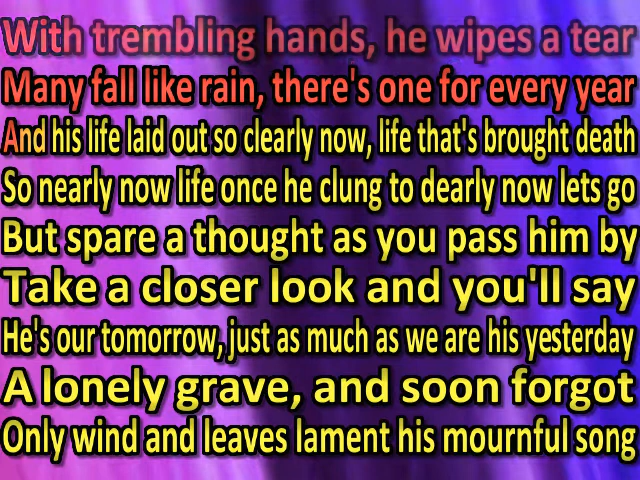 With trembling hands, he wipes a tear
Many fall like rain, there's one for every year
And his life laid out so clearly now, life that's brought death
So nearly now life once he clung to dearly now lets go
But spare a thought as you pass him by
Take a closer look and you'll say
He's our tomorrow, just as much as we are his yesterday
A lonely grave, and soon forgot
Only wind and leaves lament his mournful song